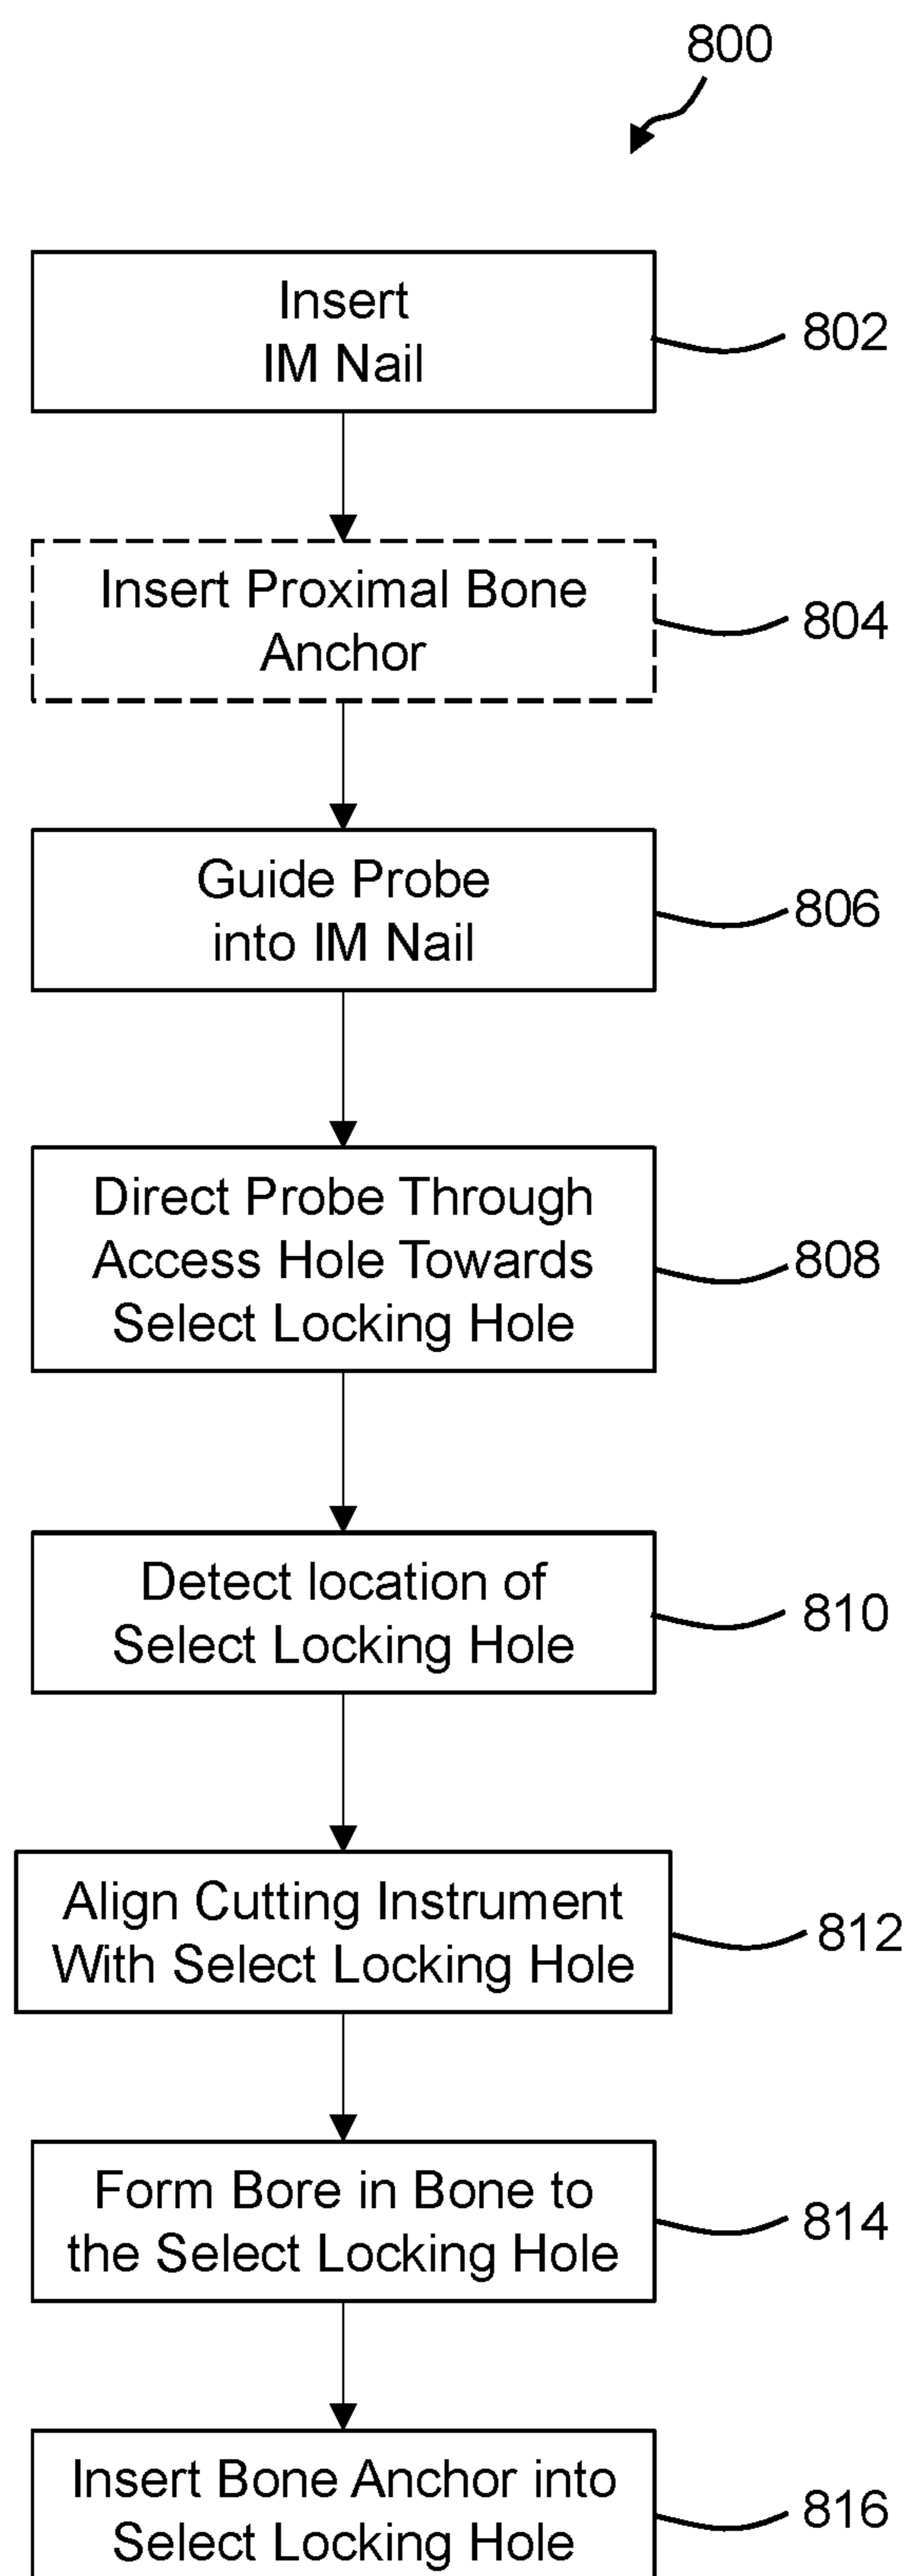 800
Insert
IM Nail
802
Insert Proximal Bone
Anchor
804
Guide Probe
into IM Nail
806
Direct Probe Through
Access Hole Towards
Select Locking Hole
808
Detect location of
Select Locking Hole
810
Align Cutting Instrument
With Select Locking Hole
812
Form Bore in Bone to
the Select Locking Hole
814
Insert Bone Anchor into
Select Locking Hole
816